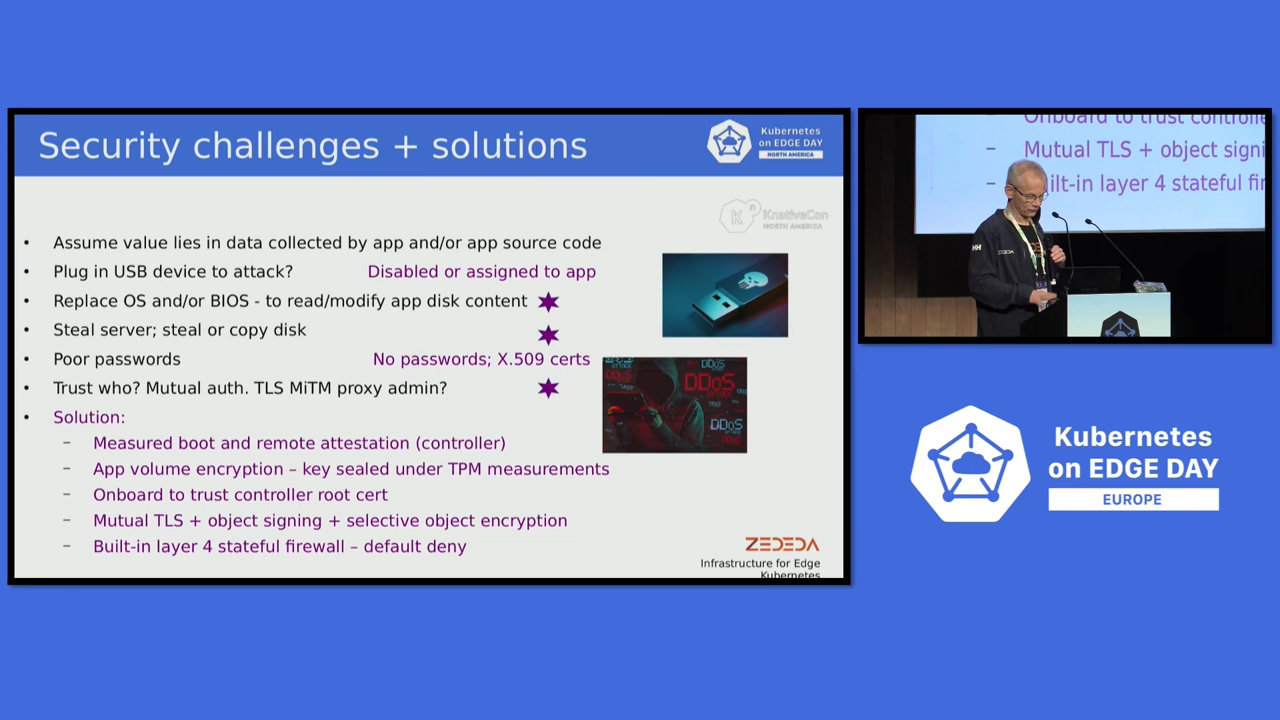 Security challenges + solutions
Kubernetes
on EDGE DAY
NORTH AMERICA
KnativeCon
NORTH AMERICA
• Assume value lies in data collected by app and/or app source code
• Plug in USB device to attack? Disabled or assigned to app
• Replace OS and/or BIOS - to read/modify app disk content
• Steal server; steal or copy disk
• Poor passwords No passwords; X.509 certs
• Trust who? Mutual auth. TLS MiTM proxy admin?
• Solution:
– Measured boot and remote attestation (controller)
– App volume encryption – key sealed under TPM measurements
– Onboard to trust controller root cert
– Mutual TLS + object signing + selective object encryption
– Built-in layer 4 stateful firewall – default deny
DDoS
DDoS
DDoS
DDoS
ZEDEDA
Infrastructure for Edge
Kubernetes
Onboard to trust controlle
– Mutual TLS + object signi
– ilt-in layer 4 stateful fir
ZEDEDA
Kubernetes
on EDGE DAY
EUROPE